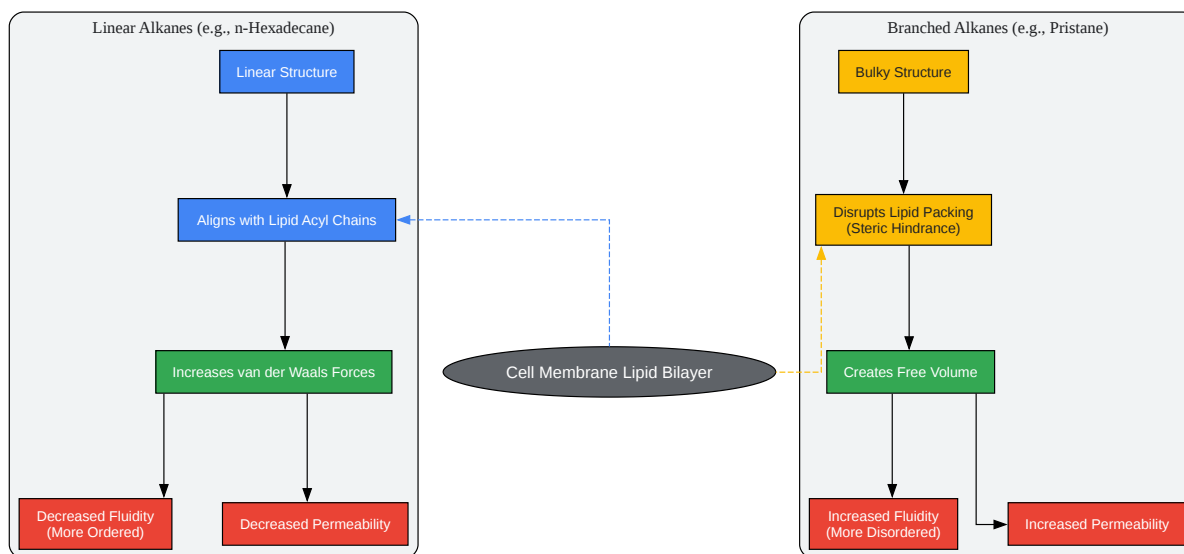 Linear Alkanes (e.g., n-Hexadecane)
Linear Structure
Aligns with Lipid Acyl Chains
Increases van der Waals Forces
Decreased Fluidity
(More Ordered)
Decreased Permeability
Cell Membrane Lipid Bilayer
Branched Alkanes (e.g., Pristane)
Bulky Structure
Disrupts Lipid Packing
(Steric Hindrance)
Creates Free Volume
Increased Fluidity
(More Disordered)
Increased Permeability